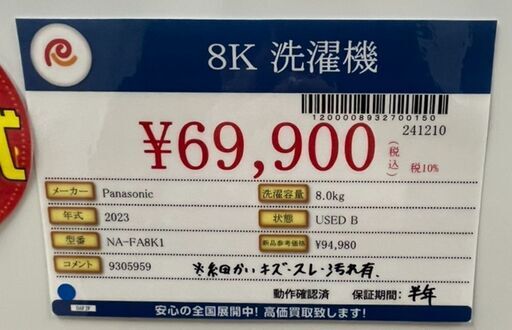 8K 洗濯機
1200008932700150
241210
¥69,900 (税込) 税10%
メーカー Panasonic 洗濯容量 8.0kg
年式 2023 状態 USED B
型番 NA-FA8K1 新品参考価格 ¥94,980
コメント 9305959 ※細かいキズ・スレ・汚れ有
動作確認済 保証期間: 半年
安心の全国展開中! 高価買取致します!